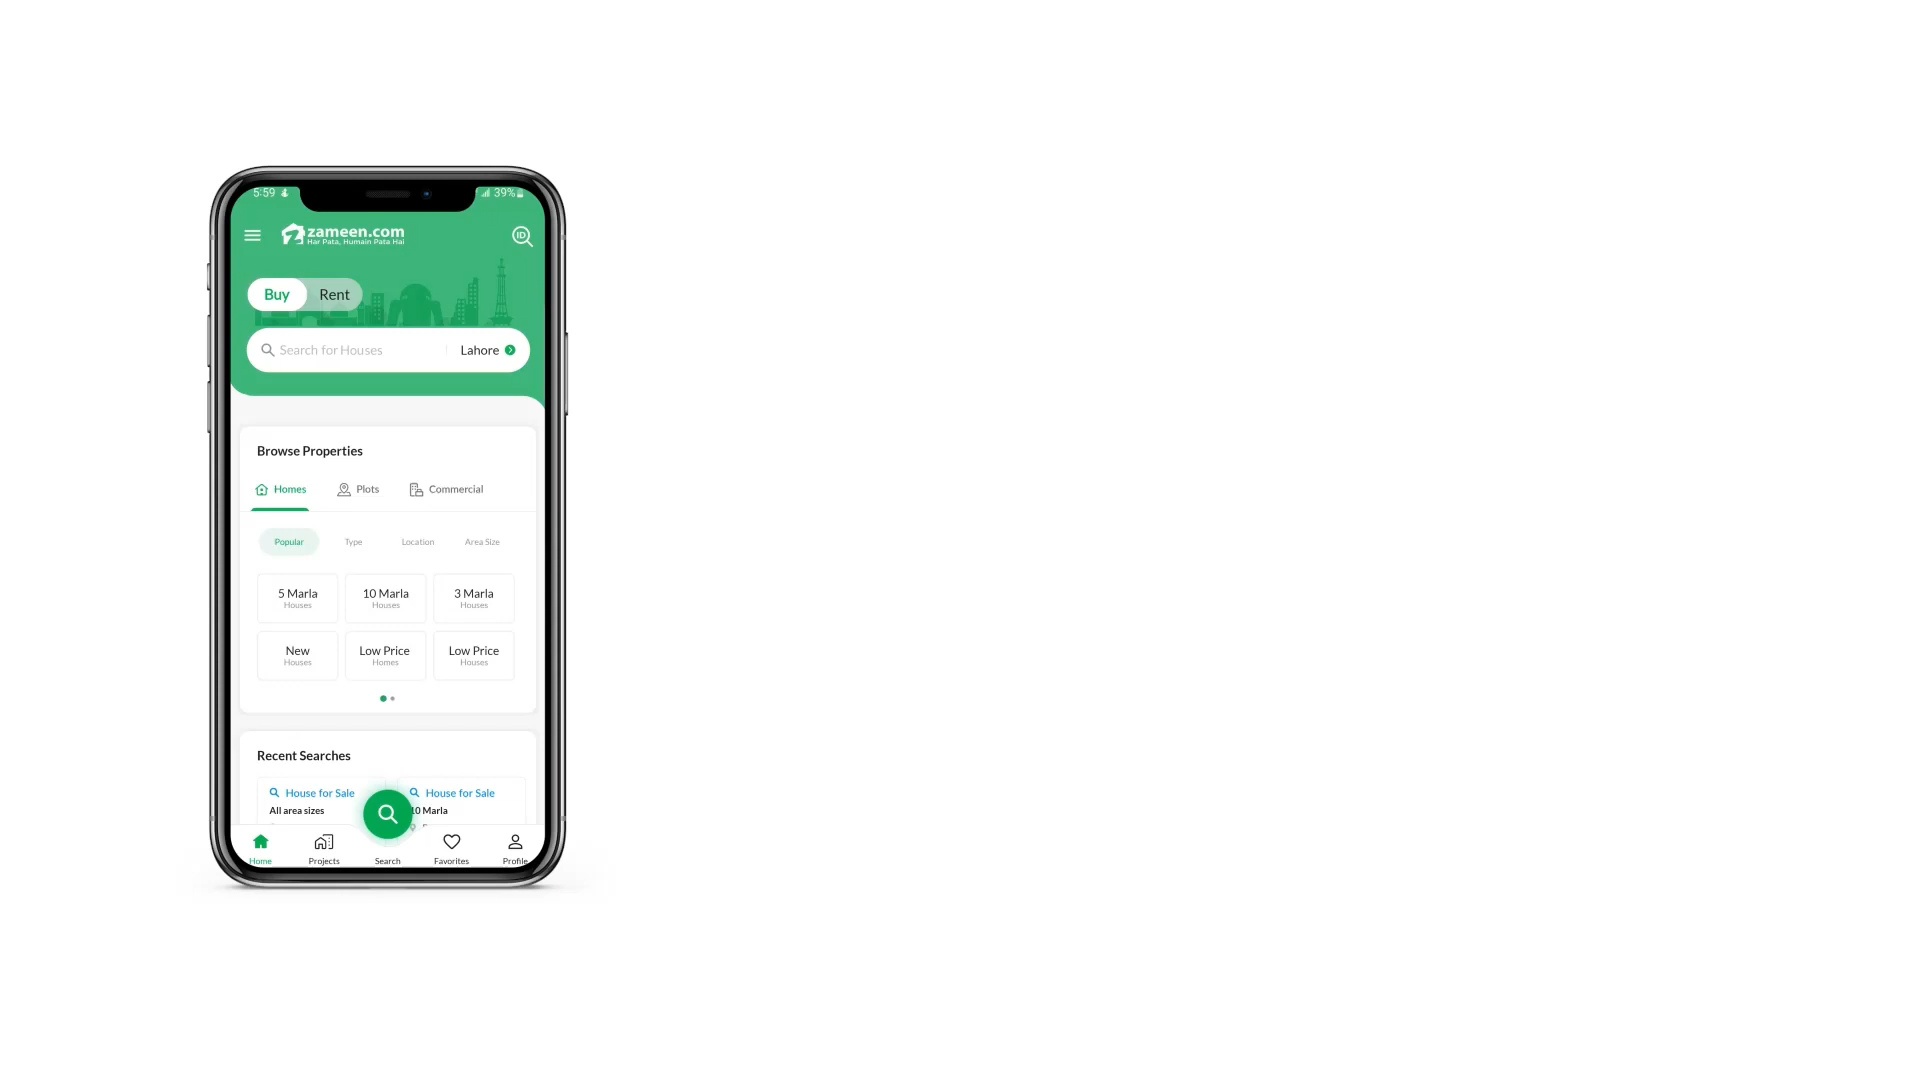 5:59 39%
zameen.com
Har Pata, Humain Pata Hai
ID
Buy Rent
Search for Houses Lahore
Browse Properties
Homes Plots Commercial
Popular Type Location Area Size
5 Marla 10 Marla 3 Marla
Houses Houses Houses
New Low Price Low Price
Houses Homes Houses
Recent Searches
House for Sale House for Sale
All area sizes 10 Marla
Home Projects Search Favorites Profile